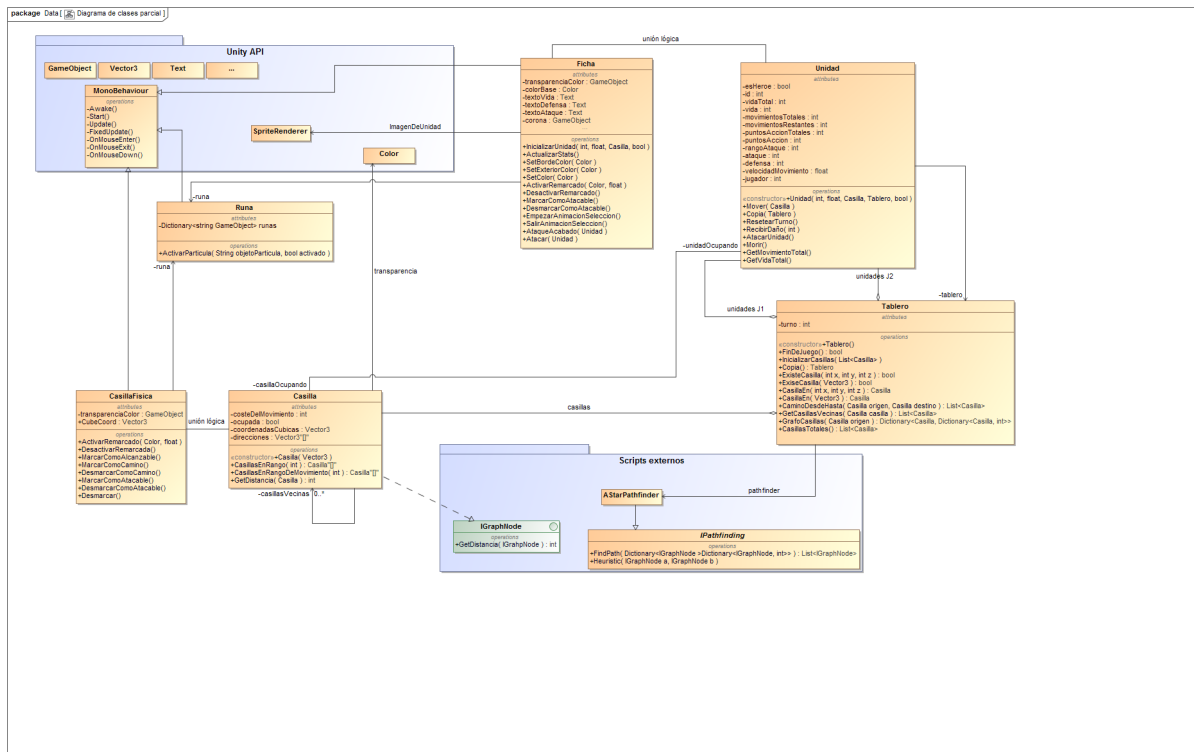 package Data [ Diagrama de clases parcial ]
Unity API
GameObject
Vector3
Text
...
MonoBehaviour
operations
-Awake()
-Start()
-Update()
-FixedUpdate()
-OnMouseEnter()
-OnMouseExit()
-OnMouseDown()
SpriteRenderer
Color
ImagenDeUnidad
unión lógica
Ficha
attributes
-transparenciaColor : GameObject
-colorBase : Color
-textoVida : Text
-textoDefensa : Text
-textoAtaque : Text
-corona : GameObject
operations
+InicializarUnidad( int, float, Casilla, bool )
+ActualizarStats()
+SetBordeColor( Color )
+SetExteriorColor( Color )
+SetColor( Color )
+ActivarRemarcado( Color, float )
+DesactivarRemarcado()
+MarcarComoAtacable()
+DesmarcarComoAtacable()
+EmpezarAnimacionSeleccion()
+SalirAnimacionSeleccion()
+AtaqueAcabado( Unidad )
+Atacar( Unidad )
Unidad
attributes
-esHeroe : bool
-id : int
-vidaTotal : int
-vida : int
-movimientosTotales : int
-movimientosRestantes : int
-puntosAccionTotales : int
-puntosAccion : int
-rangoAtaque : int
-ataque : int
-defensa : int
-velocidadMovimiento : float
-jugador : int
operations
«constructor»+Unidad( int, float, Casilla, Tablero, bool )
+Mover( Casilla )
+Copia( Tablero )
+ResetearTurno()
+RecibirDaño( int )
+AtacarUnidad()
+Morir()
+GetMovimientoTotal()
+GetVidaTotal()
-runa
Runa
attributes
-Dictionary<string GameObject> runas
operations
+ActivarParticula( String objetoParticula, bool activado )
-runa
transparencia
-unidadOcupando
unidades J2
-tablero
unidades J1
Tablero
attributes
-turno : int
operations
«constructor»+Tablero()
+FinDeJuego() : bool
+InicializarCasillas( List<Casilla> )
+Copia() : Tablero
+ExisteCasilla( int x, int y, int z ) : bool
+ExiseCasilla( Vector3 ) : bool
+CasillaEn( int x, int y, int z ) : Casilla
+CasillaEn( Vector3 ) : Casilla
+CaminoDesdeHasta( Casilla origen, Casilla destino ) : List<Casilla>
+GetCasillasVecinas( Casilla casilla ) : List<Casilla>
+GrafoCasillas( Casilla origen ) : Dictionary<Casilla, Dictionary<Casilla, int>>
+CasillasTotales() : List<Casilla>
-casillaOcupando
CasillaFisica
attributes
-transparenciaColor : GameObject
+CubeCoord : Vector3
operations
+ActivarRemarcado( Color, float )
+DesactivarRemarcada()
+MarcarComoAlcanzable()
+MarcarComoCamino()
+DesmarcarComoCamino()
+MarcarComoAtacable()
+DesmarcarComoAtacable()
+Desmarcar()
unión lógica
Casilla
attributes
-costeDelMovimiento : int
-ocupada : bool
-coordenadasCubicas : Vector3
-direcciones : Vector3"[]"
operations
«constructor»+Casilla( Vector3 )
+CasillasEnRango( int ) : Casilla"[]"
+CasillasEnRangoDeMovimiento( int ) : Casilla"[]"
+GetDistancia( Casilla ) : int
casillas
-casillasVecinas 0..*
Scripts externos
AStarPathfinder
pathfinder
IGraphNode
operations
+GetDistancia( IGrahpNode ) : int
IPathfinding
operations
+FindPath( Dictionary<IGraphNode >Dictionary<IGraphNode, int>> ) : List<IGraphNode>
+Heuristic( IGraphNode a, IGraphNode b )